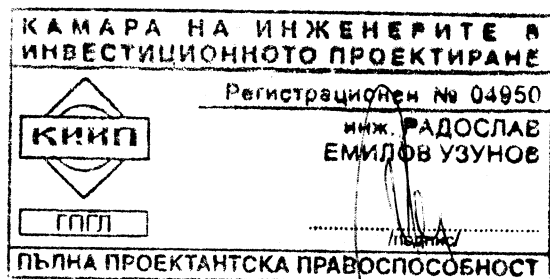 КАМАРА НА ИНЖЕНЕРИТЕ В
ИНВЕСТИЦИОННОТО ПРОЕКТИРАНЕ
Регистрационен № 04950
инж. РАДОСЛАВ
ЕМИЛОВ УЗУНОВ
КИИП
ГПГЛ
/подпис/
ПЪЛНА ПРОЕКТАНТСКА ПРАВОСПОСОБНОСТ